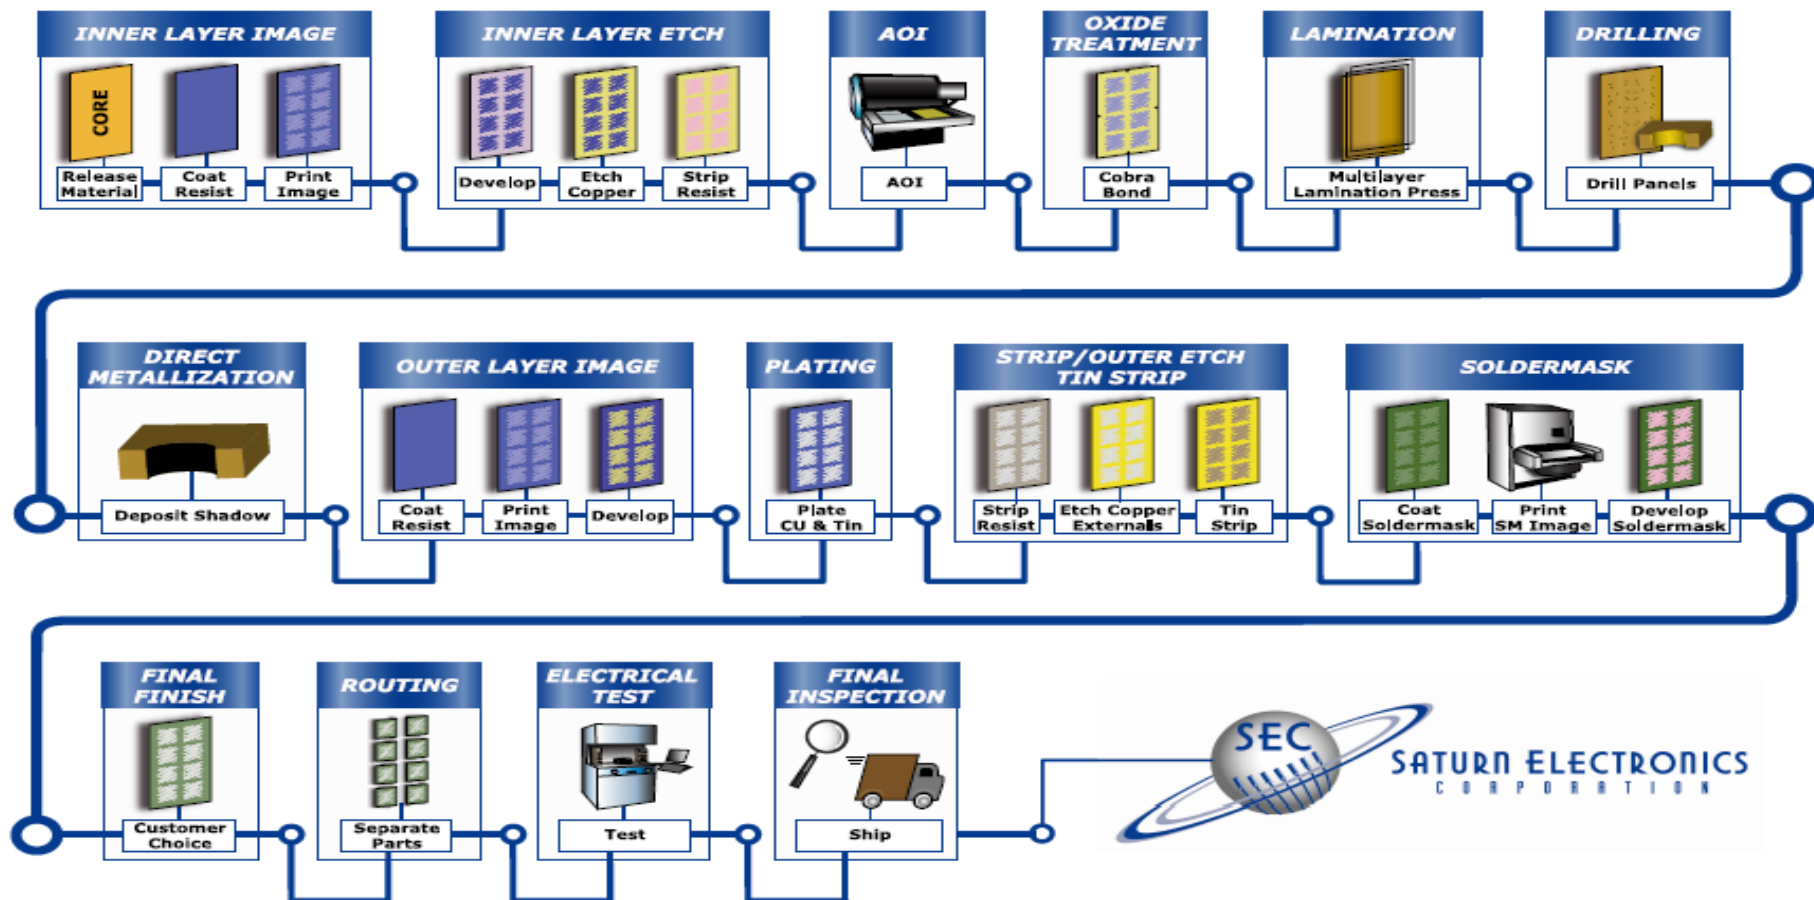 INNER LAYER IMAGE
CORE
Release
Material
Coat
Resist
Print
Image
INNER LAYER ETCH
Develop
Etch
Copper
Strip
Resist
AOI
AOI
OXIDE
TREATMENT
Cobra
Bond
LAMINATION
Multilayer
Lamination Press
DRILLING
Drill Panels
DIRECT
METALLIZATION
Deposit Shadow
OUTER LAYER IMAGE
Coat
Resist
Print
Image
Develop
PLATING
Plate
CU & Tin
STRIP/OUTER ETCH
TIN STRIP
Strip
Resist
Etch Copper
Externals
Tin
Strip
SOLDERMASK
Coat
Soldermask
Print
SM Image
Develop
Soldermask
FINAL
FINISH
Customer
Choice
ROUTING
Separate
Parts
ELECTRICAL
TEST
Test
FINAL
INSPECTION
Ship
SEC
SATURN ELECTRONICS
CORPORATION